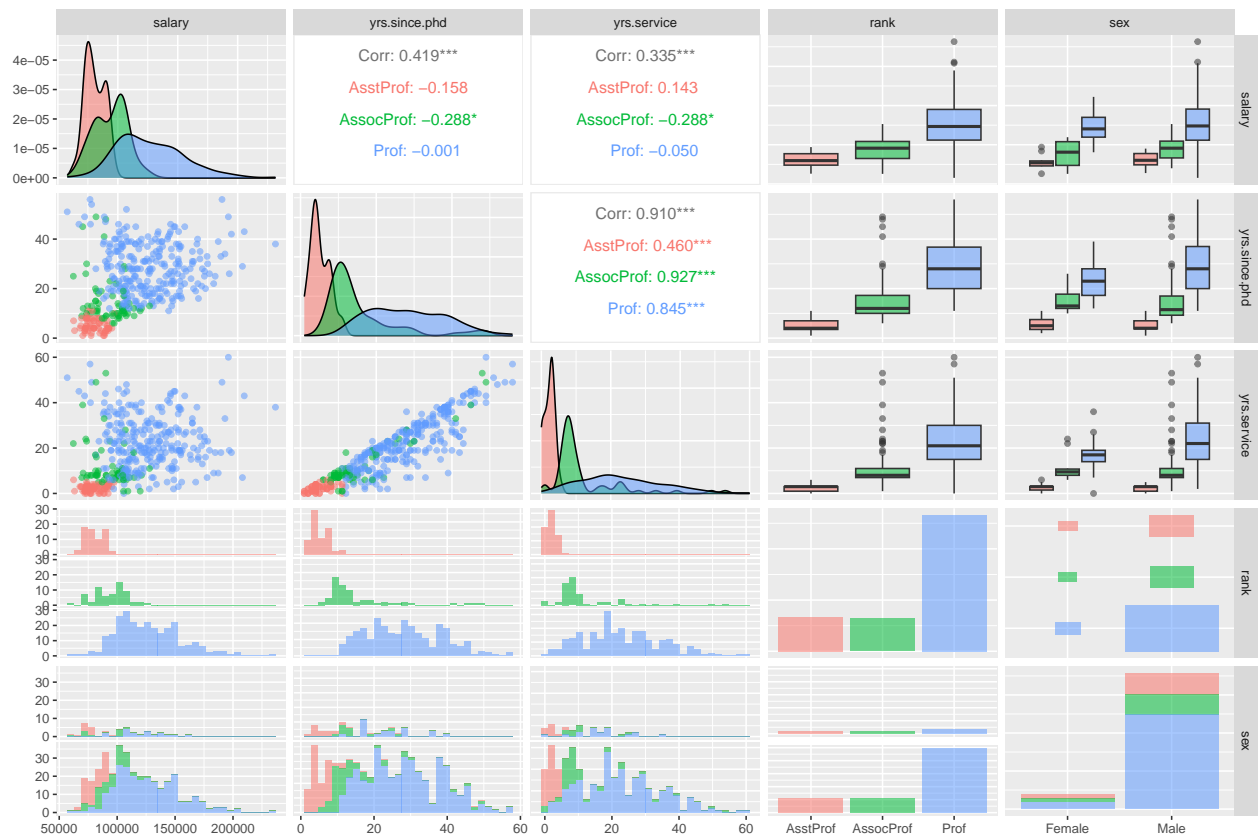 salary
yrs.since.phd
yrs.service
rank
sex
4e−05
3e−05
2e−05
1e−05
0e+00
Corr: 0.419***
AsstProf: −0.158
AssocProf: −0.288*
Prof: −0.001
Corr: 0.335***
AsstProf: 0.143
AssocProf: −0.288*
Prof: −0.050
salary
40
20
0
Corr: 0.910***
AsstProf: 0.460***
AssocProf: 0.927***
Prof: 0.845***
yrs.since.phd
60
40
20
0
yrs.service
30
20
10
0
30
20
10
0
30
20
10
0
rank
30
20
10
0
30
20
10
0
sex
50000
100000
150000
200000
0
20
40
60
0
20
40
60
AsstProf
AssocProf
Prof
Female
Male